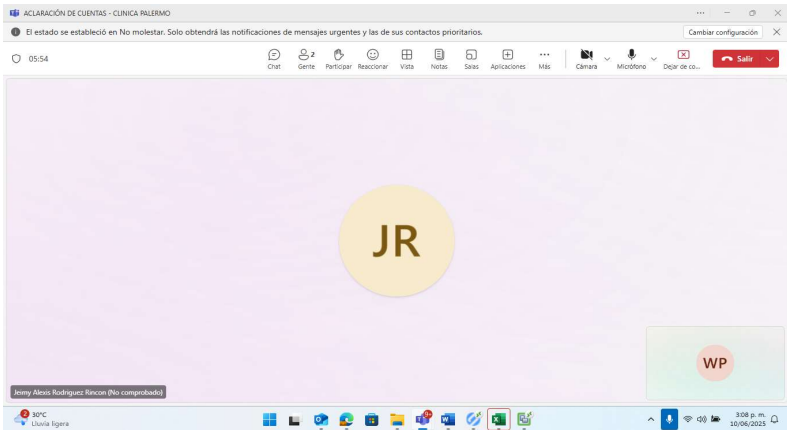 ACLARACIÓN DE CUENTAS - CLINICA PALERMO
El estado se estableció en No molestar. Solo obtendrá las notificaciones de mensajes urgentes y las de sus contactos prioritarios.
Cambiar configuración
05:54
Chat
2
Gente
Participar
Reaccionar
Vista
Notas
Salas
Aplicaciones
Más
Cámara
Micrófono
Dejar de co...
Salir
JR
WP
Jeimy Alexis Rodriguez Rincon (No comprobado)
2
30°C
Lluvia ligera
9+
3:08 p. m.
10/06/2025